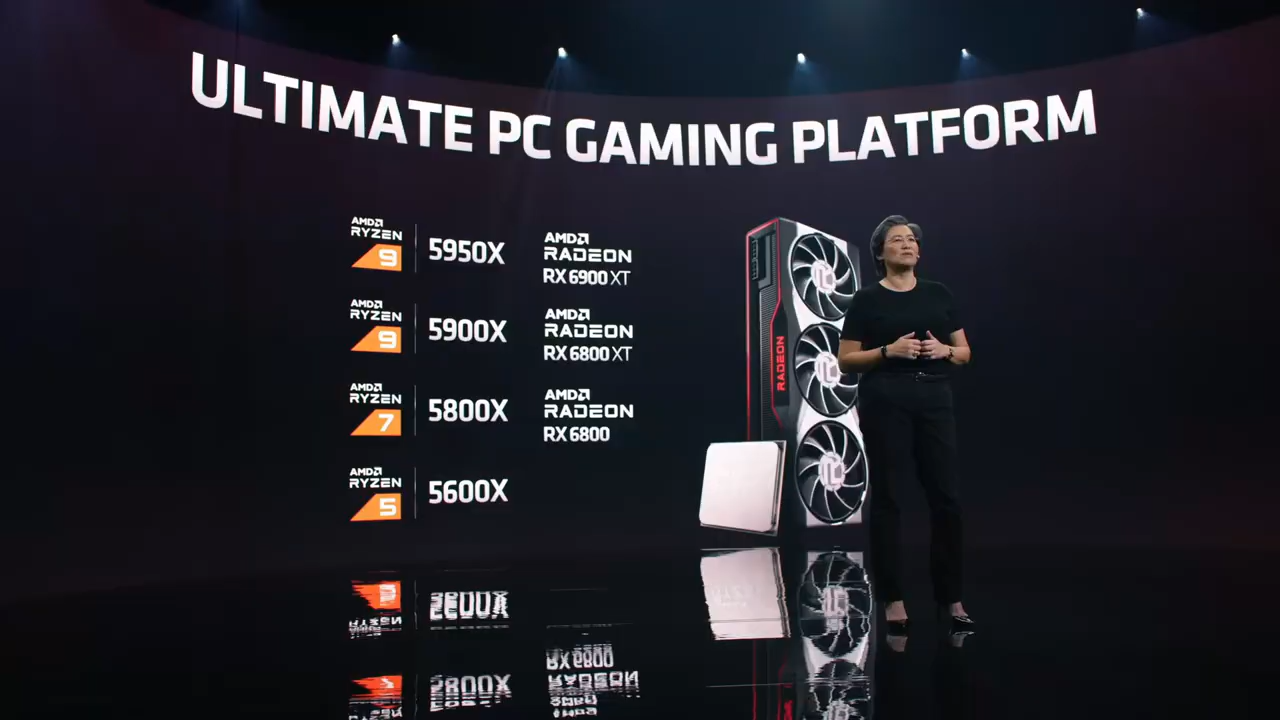 ULTIMATE PC GAMING PLATFORM
AMD
RYZEN
9
5950X
AMD
RADEON
RX 6900 XT
AMD
RYZEN
9
5900X
AMD
RADEON
RX 6800 XT
AMD
RYZEN
7
5800X
AMD
RADEON
RX 6800
AMD
RYZEN
5
5600X
RADEON